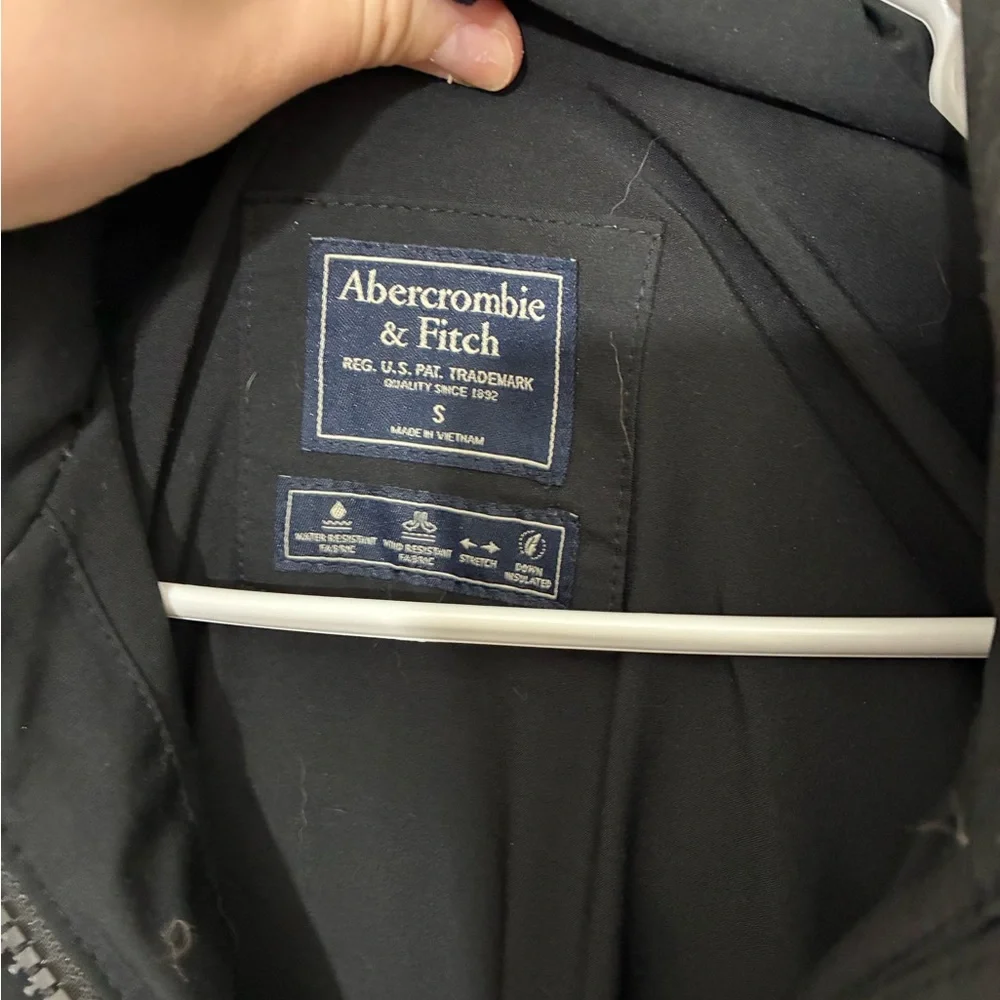 Abercrombie
& Fitch
REG. U.S. PAT. TRADEMARK
QUALITY SINCE 1892
S
MADE IN VIETNAM
WATER RESISTANT
FABRIC
WIND RESISTANT
FABRIC
STRETCH
DOWN
INSULATED